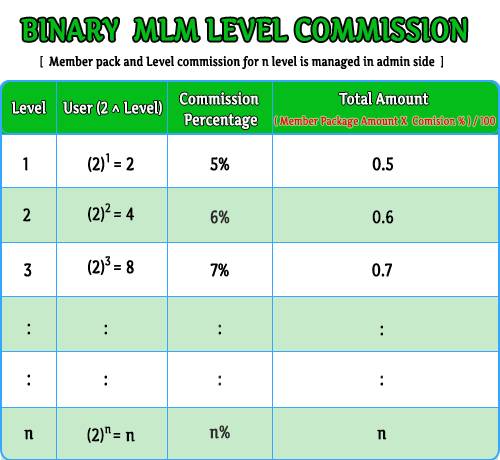 BINARY MLM LEVEL COMMISSION
[ Member pack and Level commission for n level is managed in admin side ]
Level User (2 ^ Level) Commission Percentage Total Amount
( Member Package Amount X Comision % ) / 100
1 (2)¹ = 2 5% 0.5
2 (2)² = 4 6% 0.6
3 (2)³ = 8 7% 0.7
: : : :
: : : :
n (2)ⁿ = n n% n